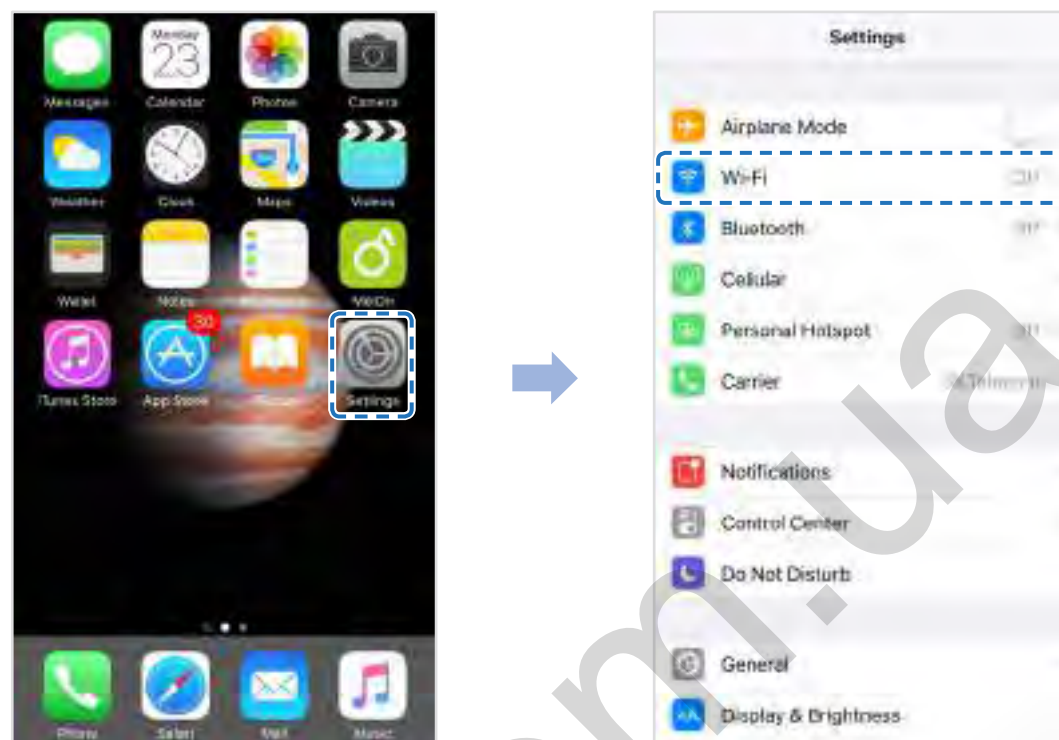 Monday
23
Messages Calendar Photos Camera
Weather Clock Maps Videos
Wallet Notes
30
iTunes Store App Store Settings
Phone Safari Mail Music
Settings
Airplane Mode
Wi-Fi
Bluetooth
Cellular
Personal Hotspot
Carrier
Notifications
Control Center
Do Not Disturb
General
Display & Brightness
m.ua